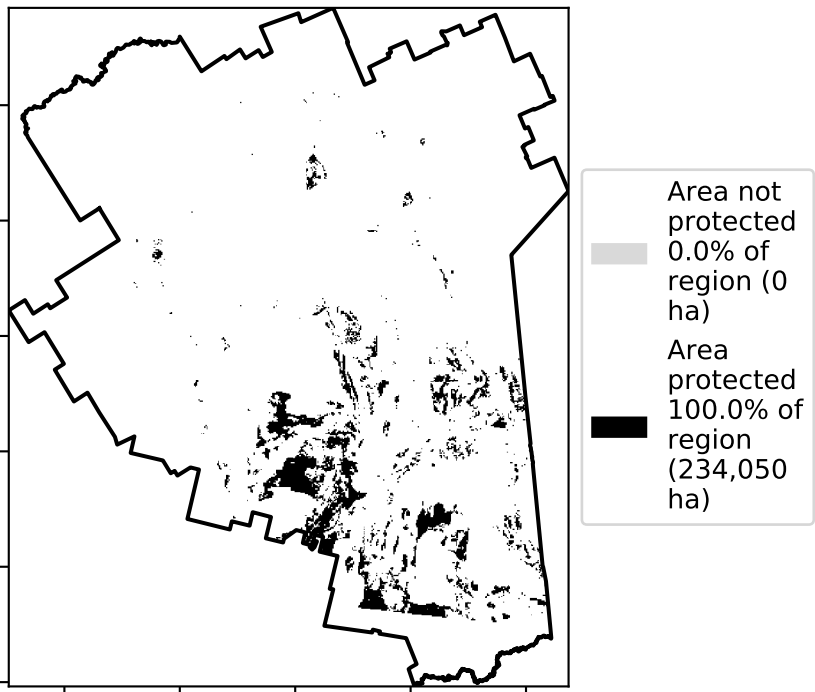 Area not
protected
0.0% of
region (0
ha)
Area
protected
100.0% of
region
(234,050
ha)